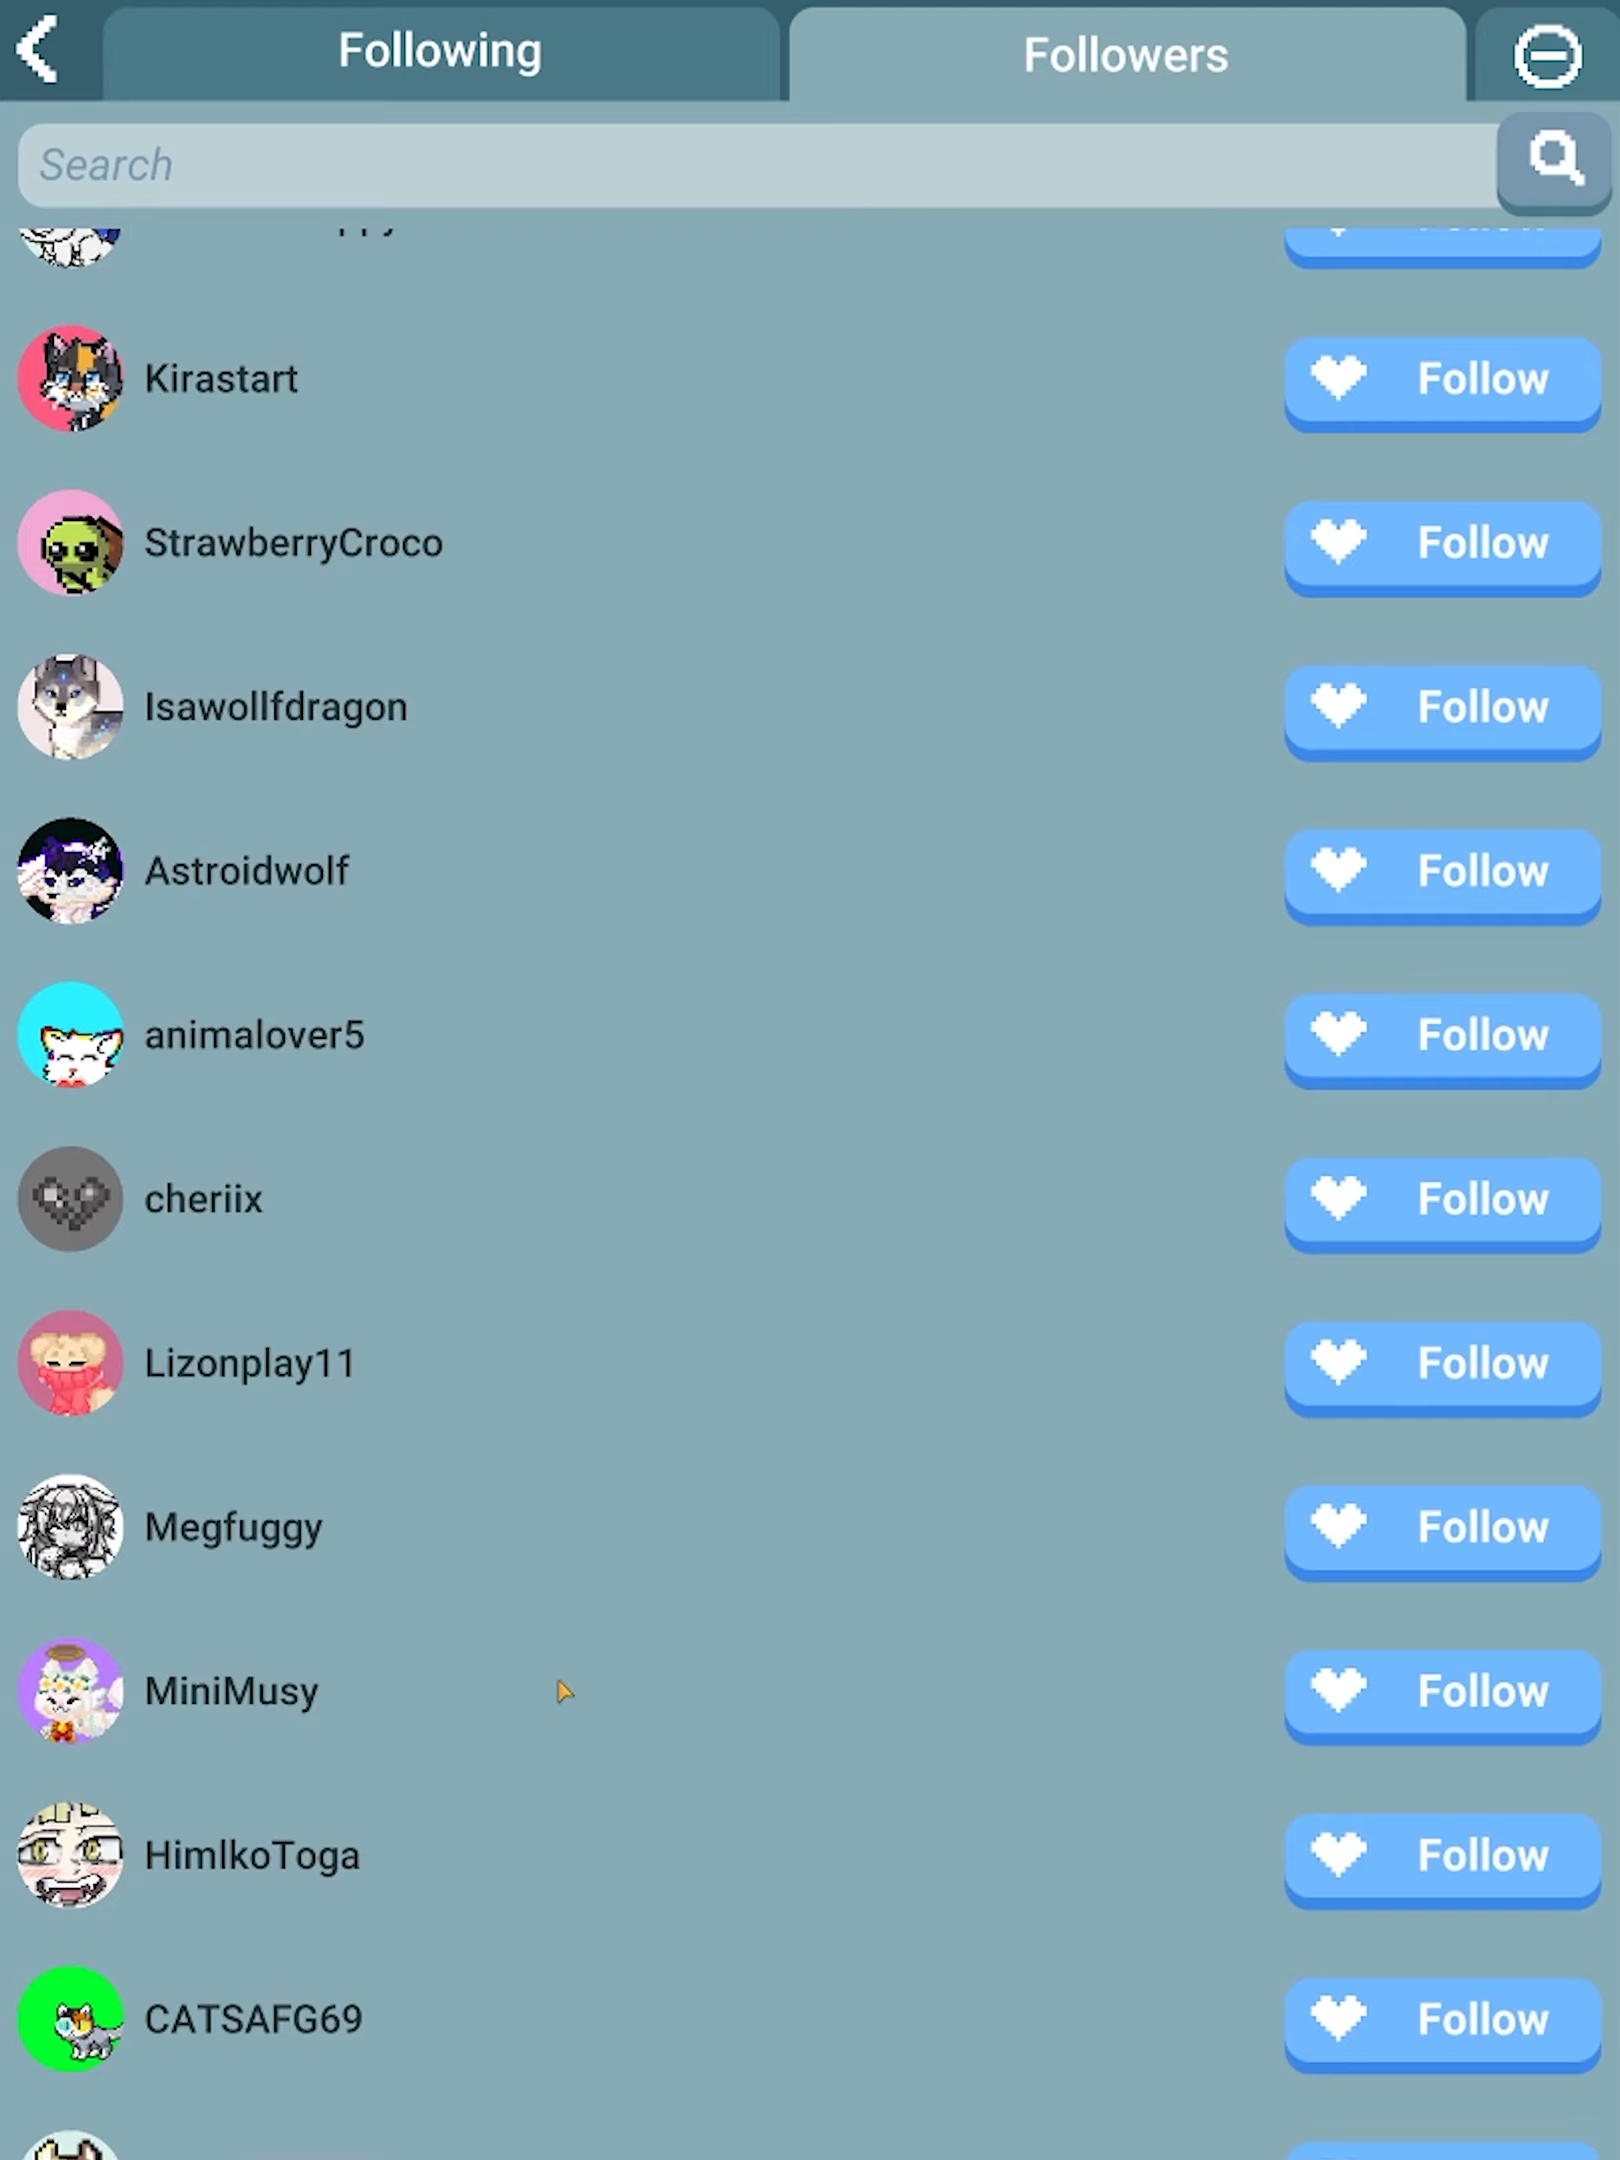 Following
Followers
Search
Kirastart
Follow
StrawberryCroco
Follow
Isawollfdragon
Follow
Astroidwolf
Follow
animalover5
Follow
cheriix
Follow
Lizonplay11
Follow
Megfuggy
Follow
MiniMusy
Follow
HimlkoToga
Follow
CATSAFG69
Follow